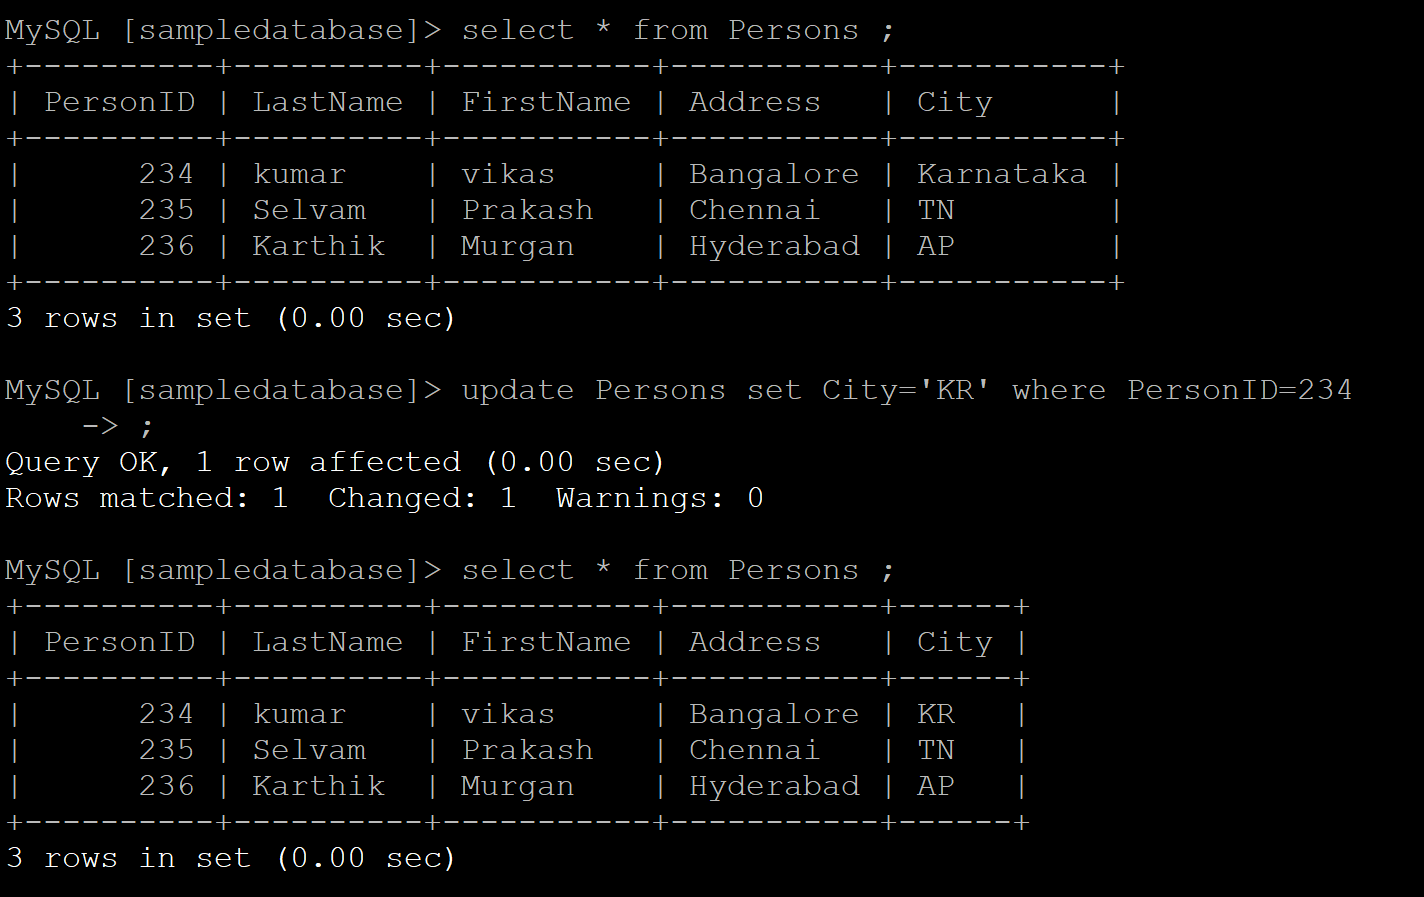 MySQL [sampledatabase]> select * from Persons ;
+----------+----------+-----------+-----------+-----------+
| PersonID | LastName | FirstName | Address   | City      |
+----------+----------+-----------+-----------+-----------+
|      234 | kumar    | vikas     | Bangalore | Karnataka |
|      235 | Selvam   | Prakash   | Chennai   | TN        |
|      236 | Karthik  | Murgan    | Hyderabad | AP        |
+----------+----------+-----------+-----------+-----------+
3 rows in set (0.00 sec)

MySQL [sampledatabase]> update Persons set City='KR' where PersonID=234
    -> ;
Query OK, 1 row affected (0.00 sec)
Rows matched: 1  Changed: 1  Warnings: 0

MySQL [sampledatabase]> select * from Persons ;
+----------+----------+-----------+-----------+------+
| PersonID | LastName | FirstName | Address   | City |
+----------+----------+-----------+-----------+------+
|      234 | kumar    | vikas     | Bangalore | KR   |
|      235 | Selvam   | Prakash   | Chennai   | TN   |
|      236 | Karthik  | Murgan    | Hyderabad | AP   |
+----------+----------+-----------+-----------+------+
3 rows in set (0.00 sec)